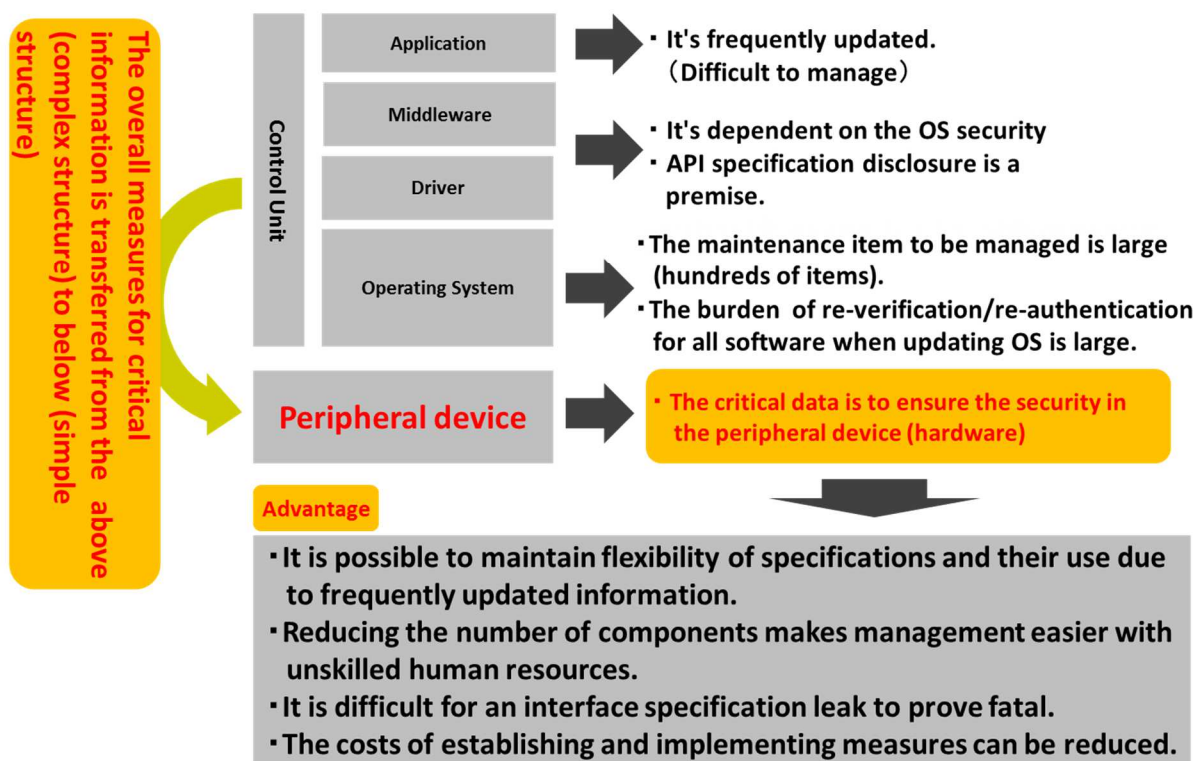 The overall measures for critical
information is transferred from the above
(complex structure) to below (simple
structure)
Control Unit
Application
・It's frequently updated.
（Difficult to manage）
Middleware
Driver
・It's dependent on the OS security
・API specification disclosure is a
premise.
Operating System
・The maintenance item to be managed is large
(hundreds of items).
・The burden of re-verification/re-authentication
for all software when updating OS is large.
Peripheral device
・The critical data is to ensure the security in
the peripheral device (hardware)
Advantage
・It is possible to maintain flexibility of specifications and their use due
to frequently updated information.
・Reducing the number of components makes management easier with
unskilled human resources.
・It is difficult for an interface specification leak to prove fatal.
・The costs of establishing and implementing measures can be reduced.